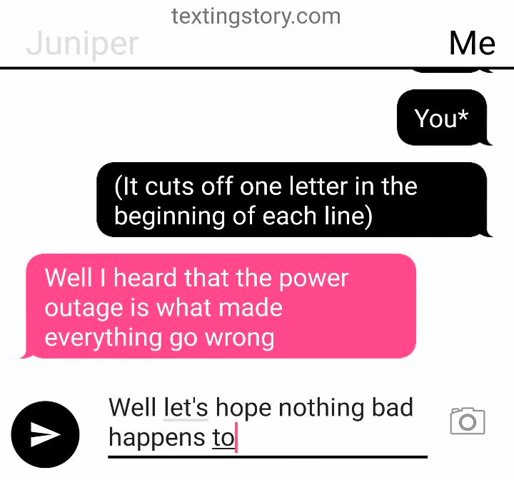 textingstory.com
Juniper
Me
You*
(It cuts off one letter in the
beginning of each line)
Well I heard that the power
outage is what made
everything go wrong
Well let's hope nothing bad
happens to